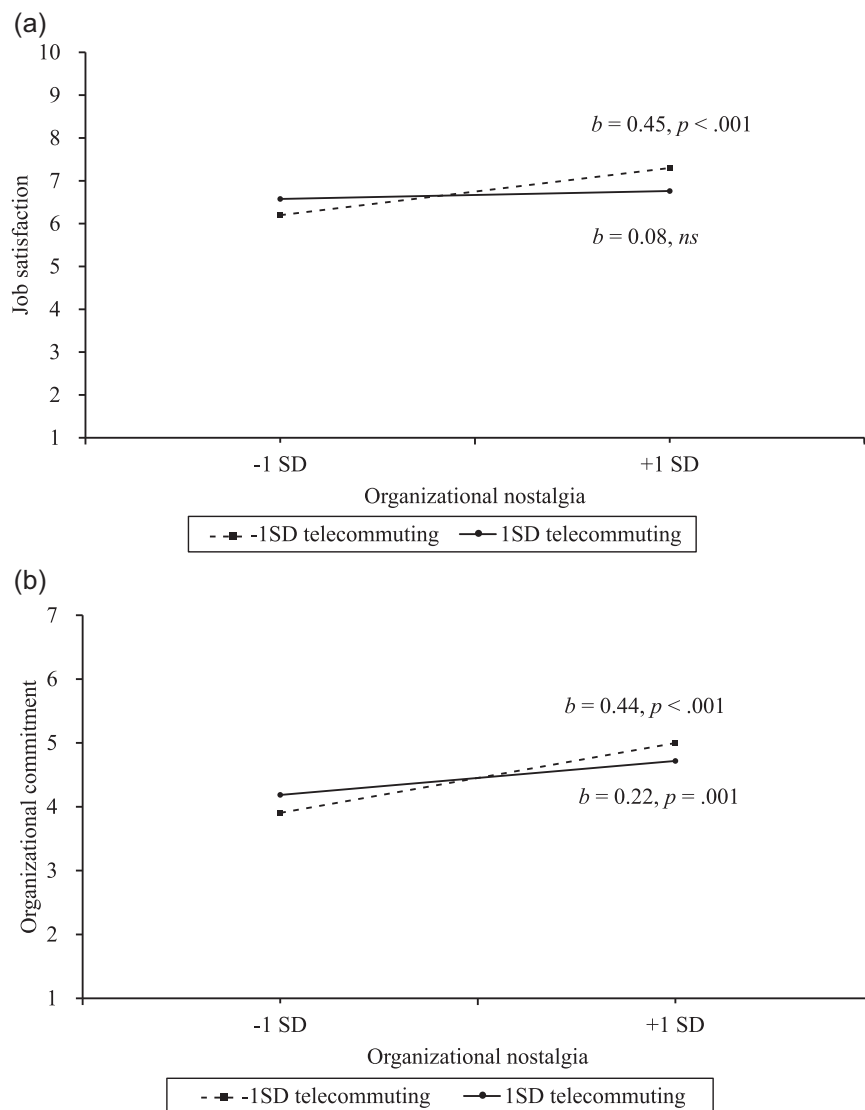 (a)
10
9
8
7
6
5
4
3
2
1
Job satisfaction
b = 0.45, p < .001
b = 0.08, ns
-1 SD
+1 SD
Organizational nostalgia
-1SD telecommuting
1SD telecommuting
(b)
7
6
5
4
3
2
1
Organizational commitment
b = 0.44, p < .001
b = 0.22, p = .001
-1 SD
+1 SD
Organizational nostalgia
-1SD telecommuting
1SD telecommuting